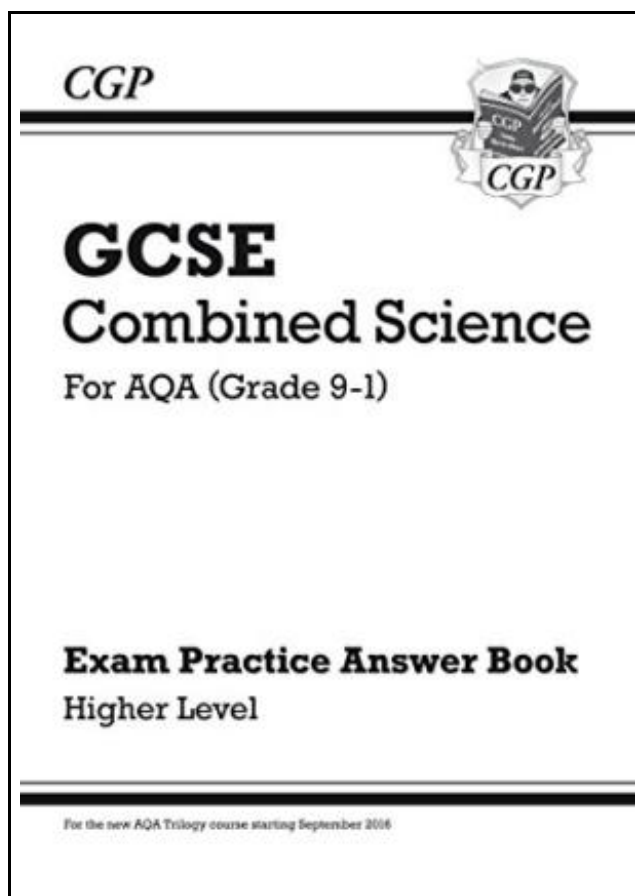 CGP
CGP
CGP
GCSE
Combined Science
For AQA (Grade 9-1)
Exam Practice Answer Book
Higher Level
For the new AQA Trilogy course starting September 2016